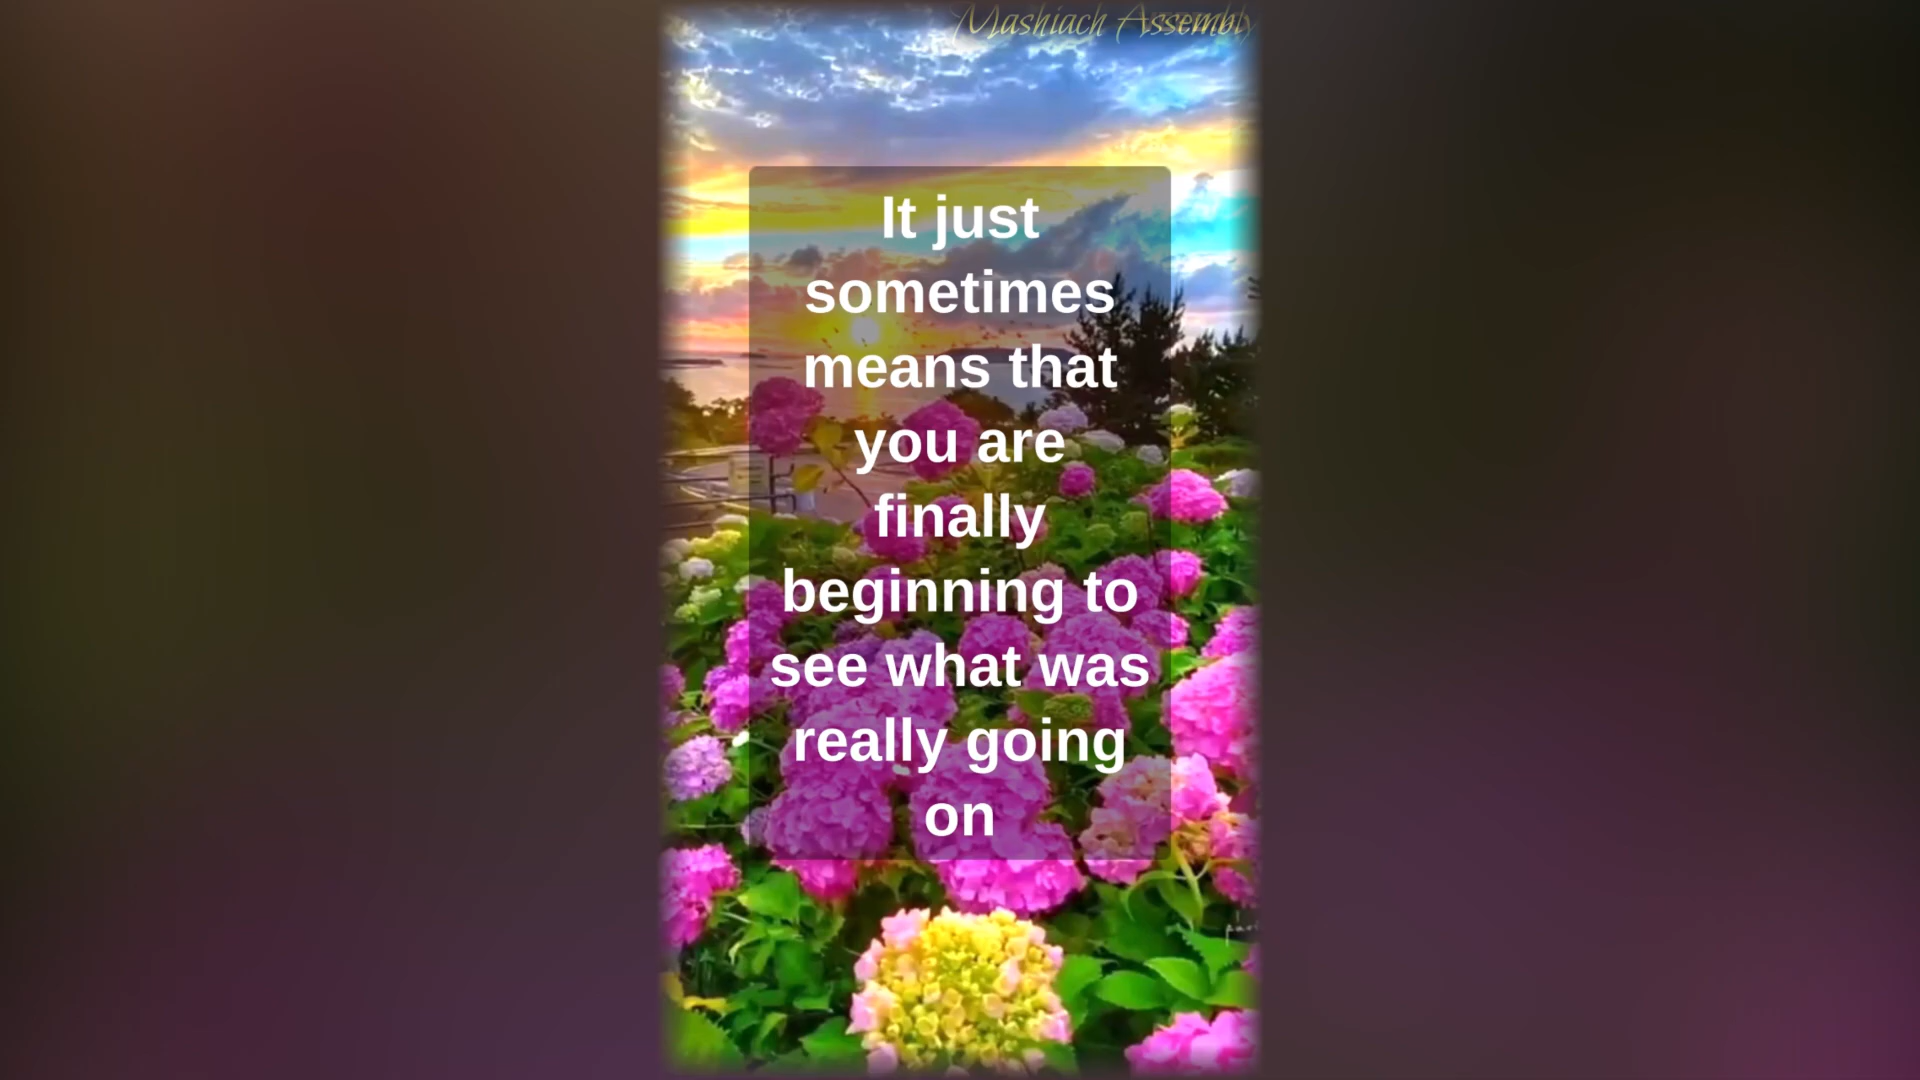 Mashiach Assembly
It just
sometimes
means that
you are
finally
beginning to
see what was
really going
on